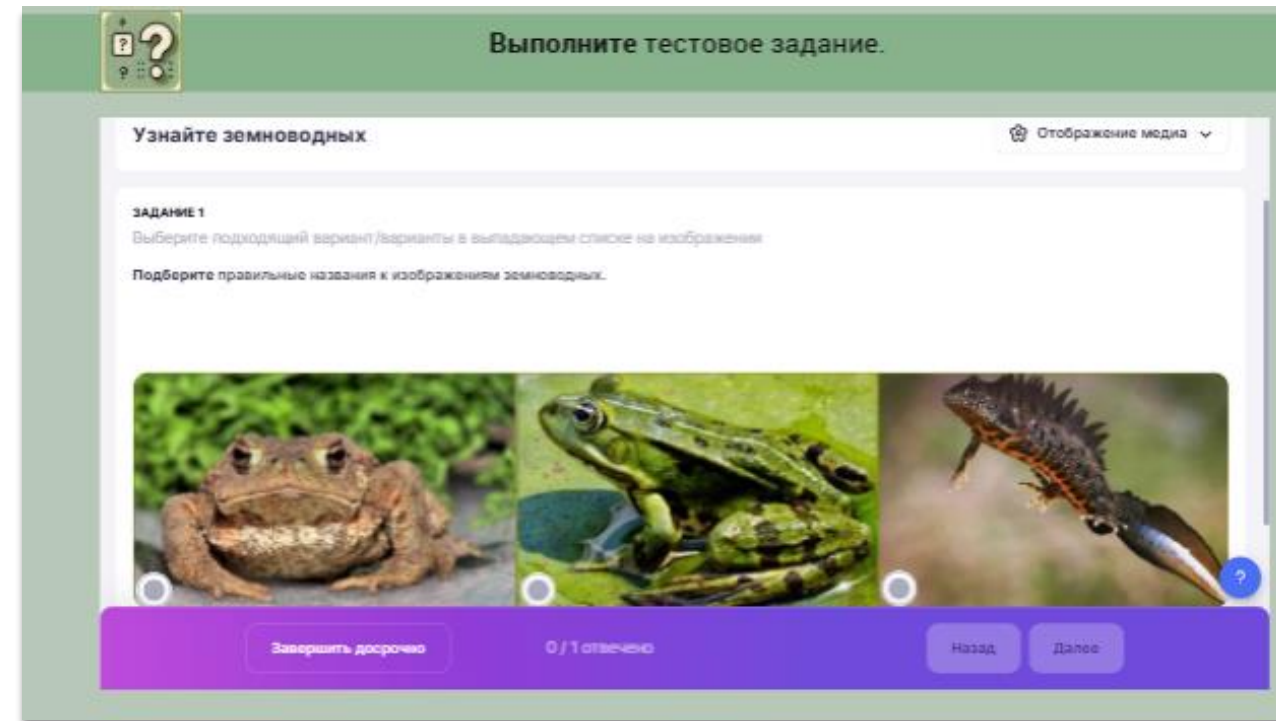 Выполните тестовое задание.
Узнайте земноводных
Отображение медиа
ЗАДАНИЕ 1
Выберите подходящий вариант/варианты в выпадающем списке на изображении
Подберите правильные названия к изображениям земноводных.
?
Завершить досрочно
0 / 1 отвечено
Назад
Далее